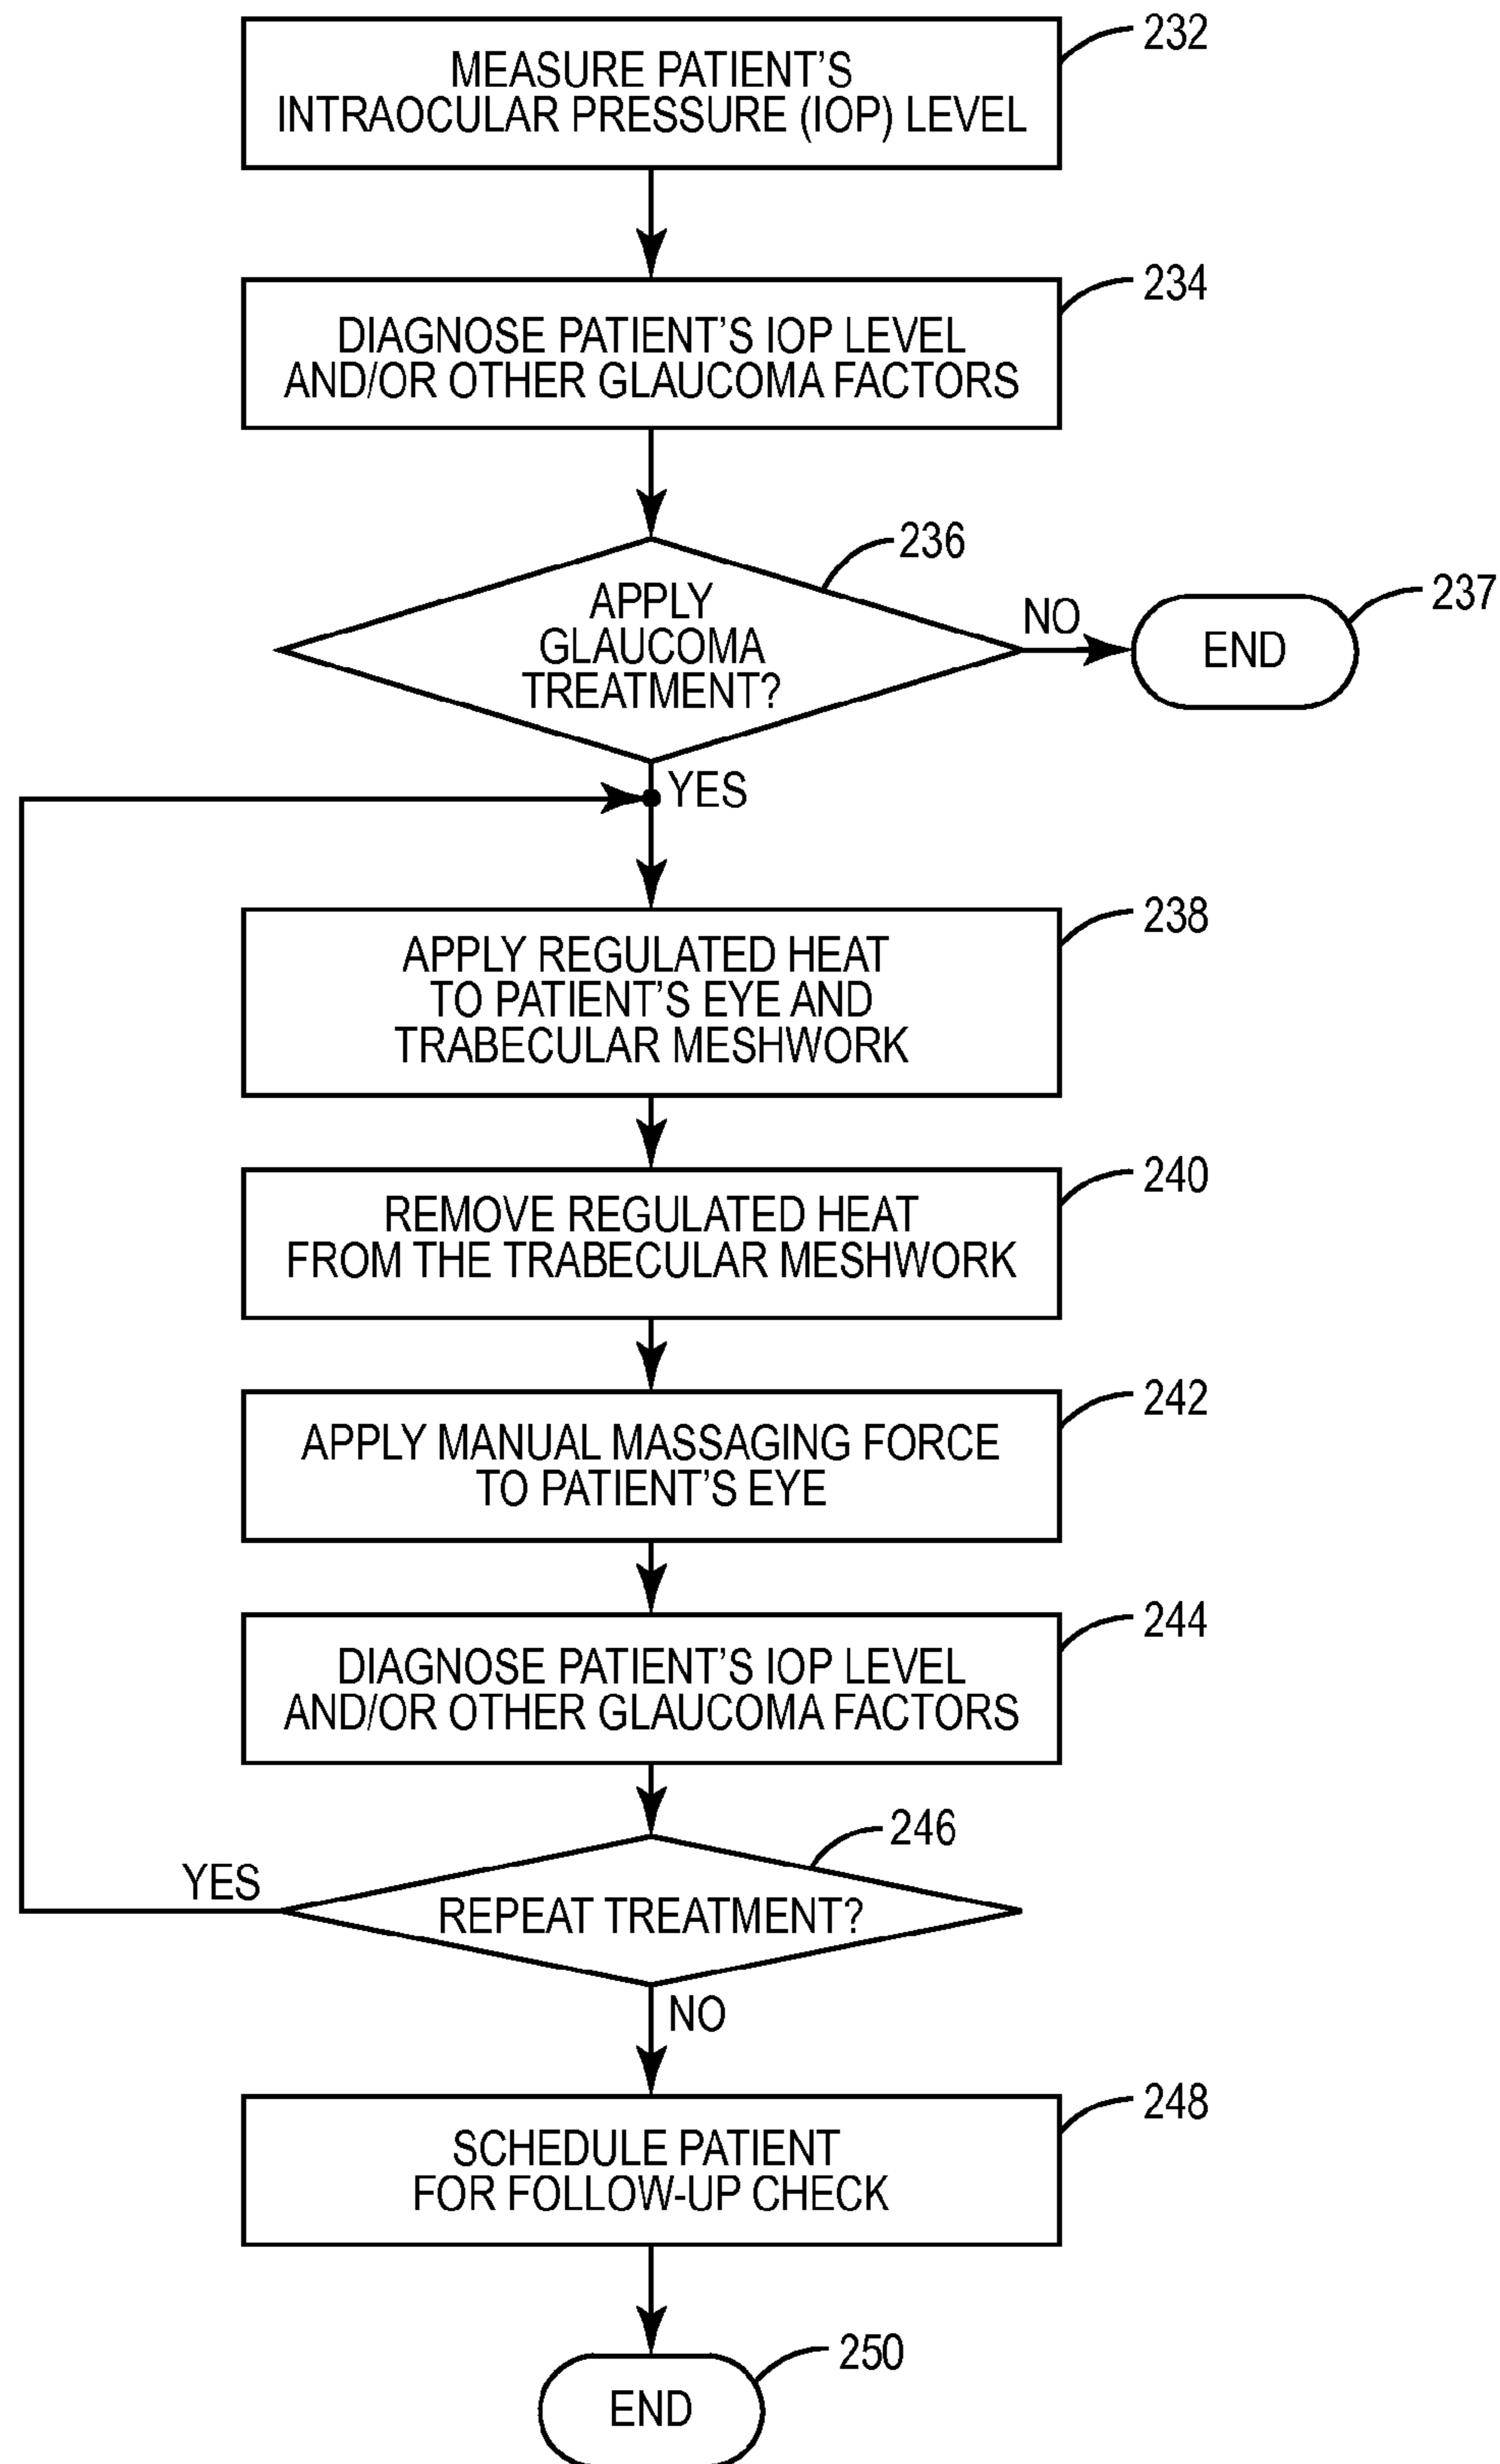 MEASURE PATIENT'S
INTRAOCULAR PRESSURE (IOP) LEVEL
232
DIAGNOSE PATIENT'S IOP LEVEL
AND/OR OTHER GLAUCOMA FACTORS
234
APPLY
GLAUCOMA
TREATMENT?
236
NO
END
237
YES
APPLY REGULATED HEAT
TO PATIENT'S EYE AND
TRABECULAR MESHWORK
238
REMOVE REGULATED HEAT
FROM THE TRABECULAR MESHWORK
240
APPLY MANUAL MASSAGING FORCE
TO PATIENT'S EYE
242
DIAGNOSE PATIENT'S IOP LEVEL
AND/OR OTHER GLAUCOMA FACTORS
244
YES
REPEAT TREATMENT?
246
NO
SCHEDULE PATIENT
FOR FOLLOW-UP CHECK
248
END
250